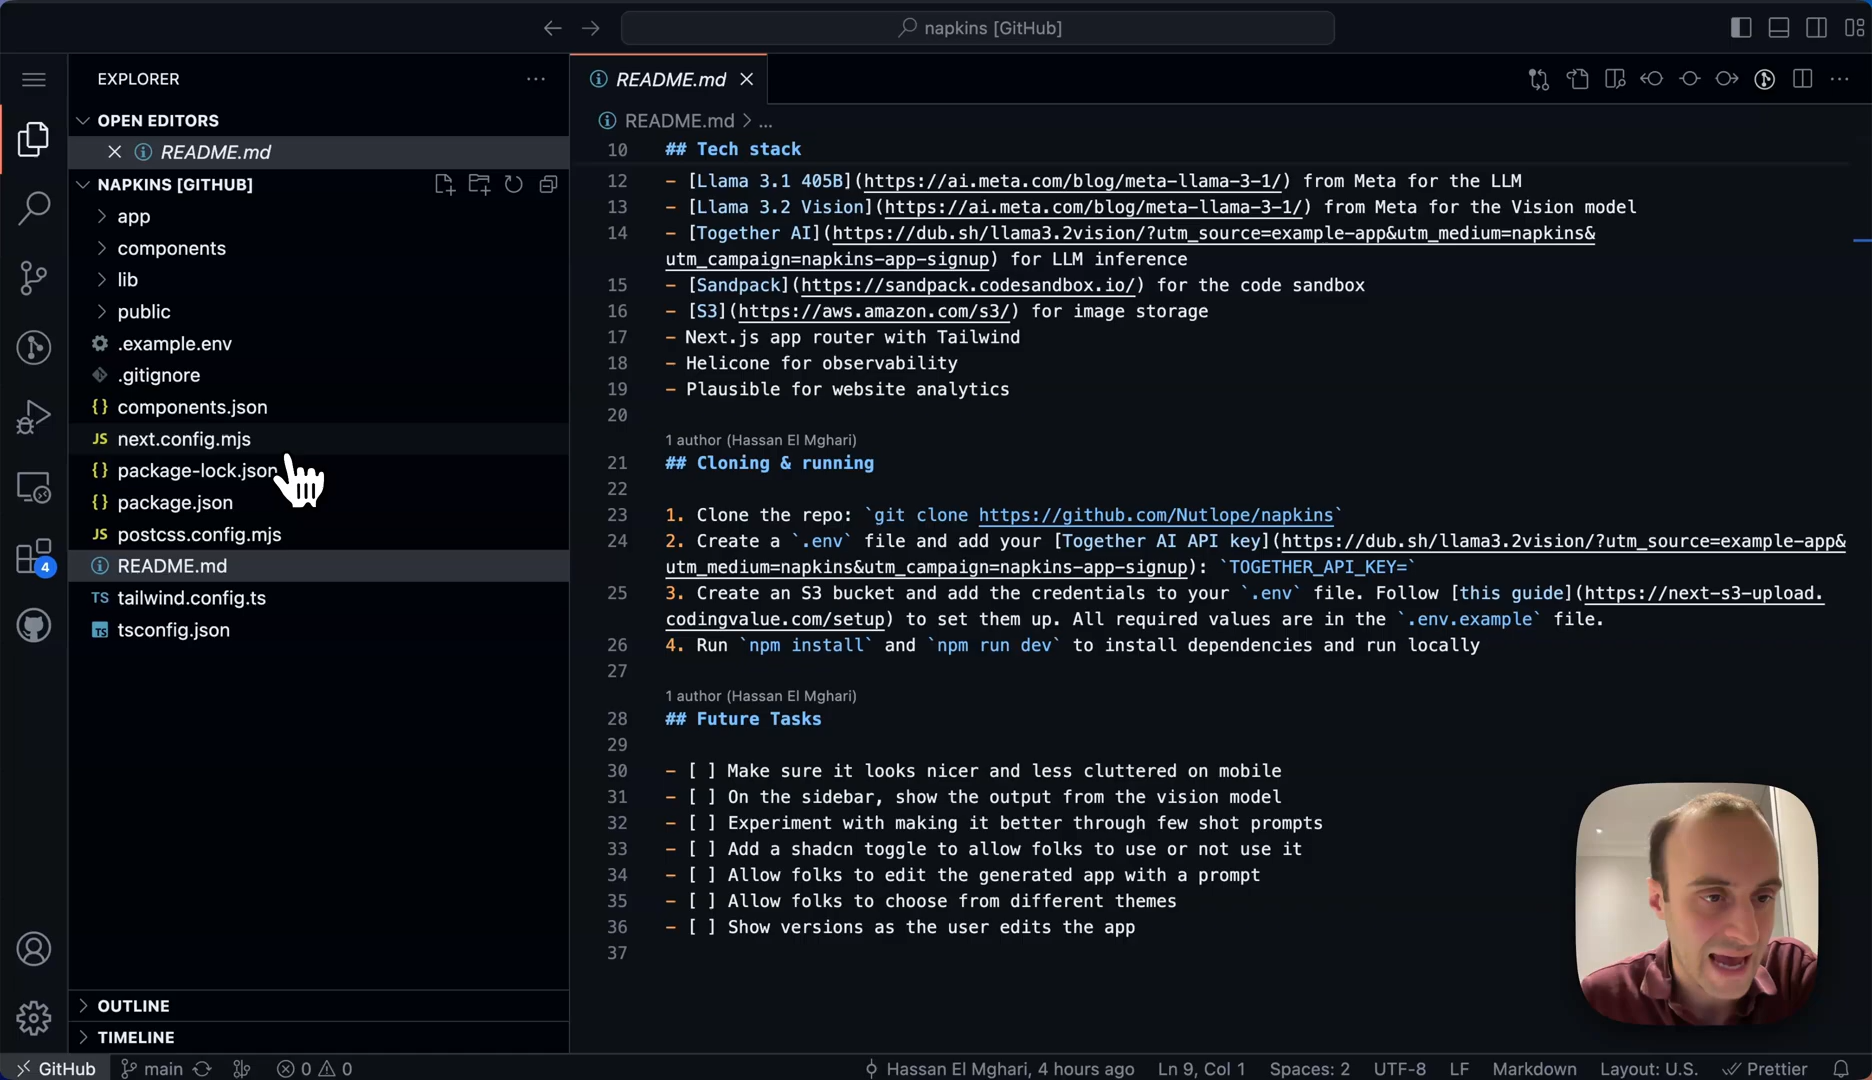 napkins [GitHub]
EXPLORER
OPEN EDITORS
README.md
NAPKINS [GITHUB]
app
components
lib
public
.example.env
.gitignore
components.json
JS next.config.mjs
package-lock.json
package.json
JS postcss.config.mjs
README.md
TS tailwind.config.ts
TS tsconfig.json
OUTLINE
TIMELINE
4
README.md
README.md > ...
10 ## Tech stack
12 - [Llama 3.1 405B](https://ai.meta.com/blog/meta-llama-3-1/) from Meta for the LLM
13 - [Llama 3.2 Vision](https://ai.meta.com/blog/meta-llama-3-1/) from Meta for the Vision model
14 - [Together AI](https://dub.sh/llama3.2vision/?utm_source=example-app&utm_medium=napkins&
utm_campaign=napkins-app-signup) for LLM inference
15 - [Sandpack](https://sandpack.codesandbox.io/) for the code sandbox
16 - [S3](https://aws.amazon.com/s3/) for image storage
17 - Next.js app router with Tailwind
18 - Helicone for observability
19 - Plausible for website analytics
20
1 author (Hassan El Mghari)
21 ## Cloning & running
22
23 1. Clone the repo: `git clone https://github.com/Nutlope/napkins`
24 2. Create a `.env` file and add your [Together AI API key](https://dub.sh/llama3.2vision/?utm_source=example-app&
utm_medium=napkins&utm_campaign=napkins-app-signup): `TOGETHER_API_KEY=`
25 3. Create an S3 bucket and add the credentials to your `.env` file. Follow [this guide](https://next-s3-upload.
codingvalue.com/setup) to set them up. All required values are in the `.env.example` file.
26 4. Run `npm install` and `npm run dev` to install dependencies and run locally
27
1 author (Hassan El Mghari)
28 ## Future Tasks
29
30 - [ ] Make sure it looks nicer and less cluttered on mobile
31 - [ ] On the sidebar, show the output from the vision model
32 - [ ] Experiment with making it better through few shot prompts
33 - [ ] Add a shadcn toggle to allow folks to use or not use it
34 - [ ] Allow folks to edit the generated app with a prompt
35 - [ ] Allow folks to choose from different themes
36 - [ ] Show versions as the user edits the app
37
GitHub main 0 0 Hassan El Mghari, 4 hours ago Ln 9, Col 1 Spaces: 2 UTF-8 LF Markdown Layout: U.S. Prettier